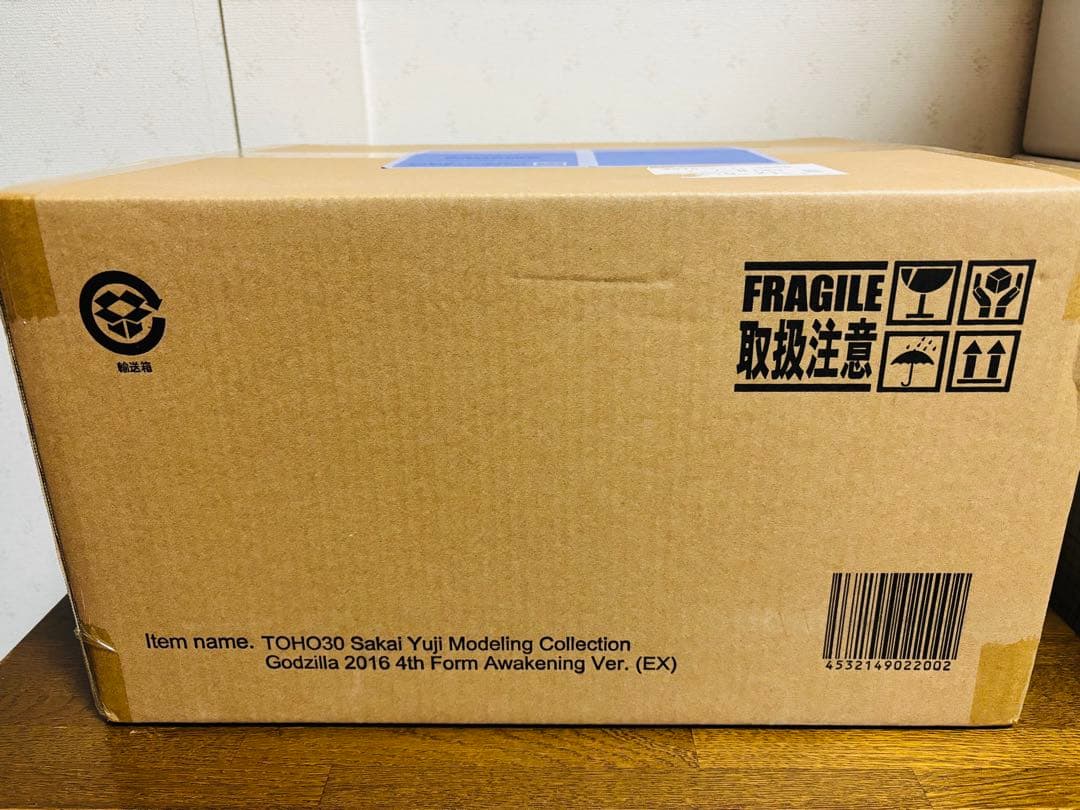 輸送箱
FRAGILE
取扱注意
Item name. TOHO30 Sakai Yuji Modeling Collection
Godzilla 2016 4th Form Awakening Ver. (EX)
4532149022002